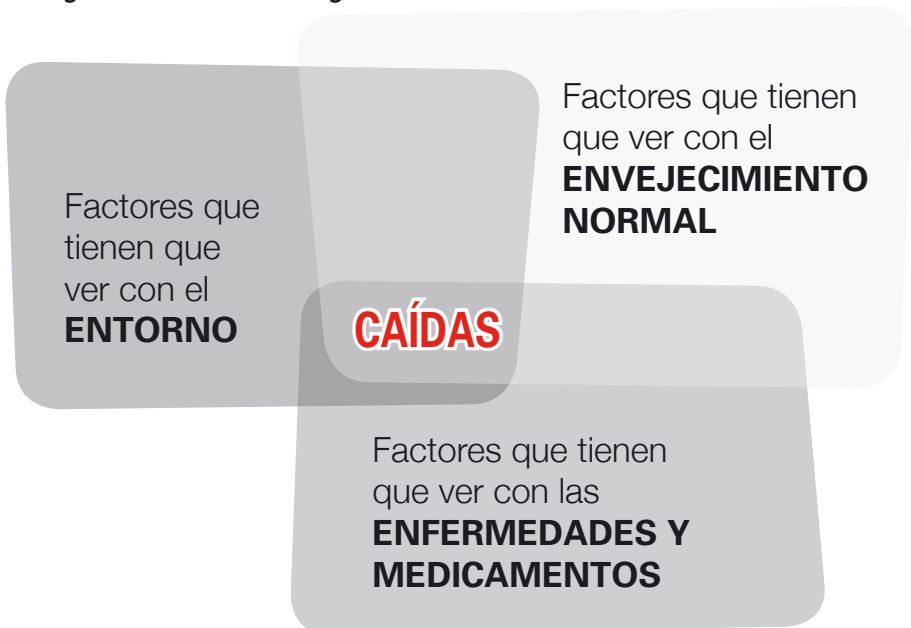 Factores que tienen
que ver con el
ENVEJECIMIENTO
NORMAL
Factores que
tienen que
ver con el
ENTORNO
CAÍDAS
Factores que tienen
que ver con las
ENFERMEDADES Y
MEDICAMENTOS